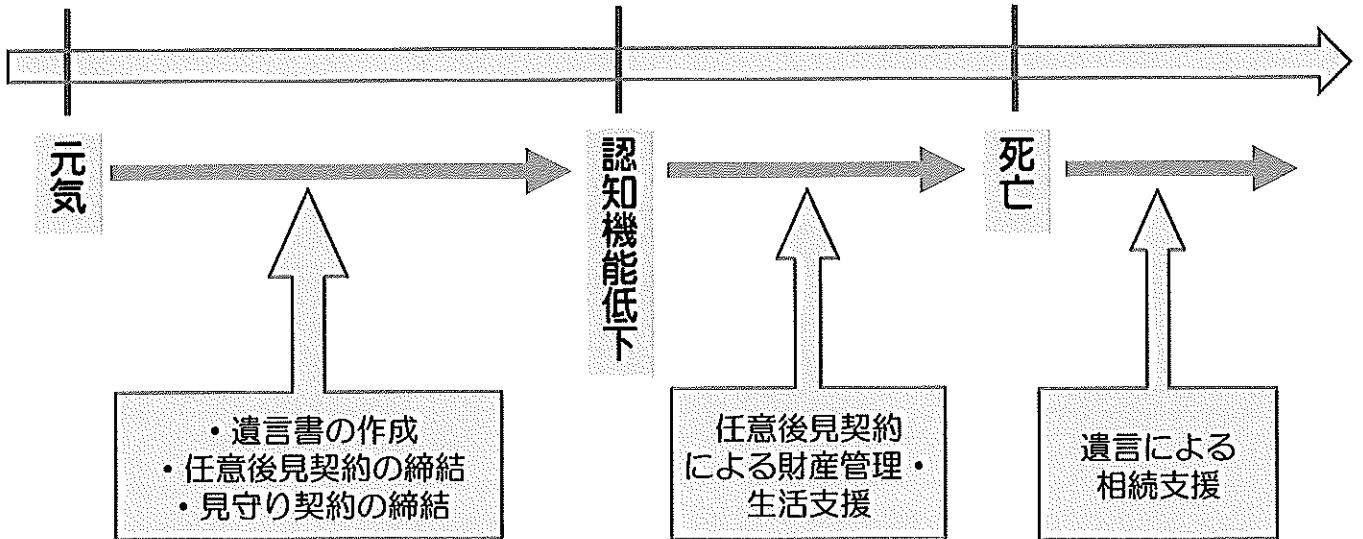 元気
認知機能低下
死亡
・遺言書の作成
・任意後見契約の締結
・見守り契約の締結
任意後見契約
による財産管理・
生活支援
遺言による
相続支援